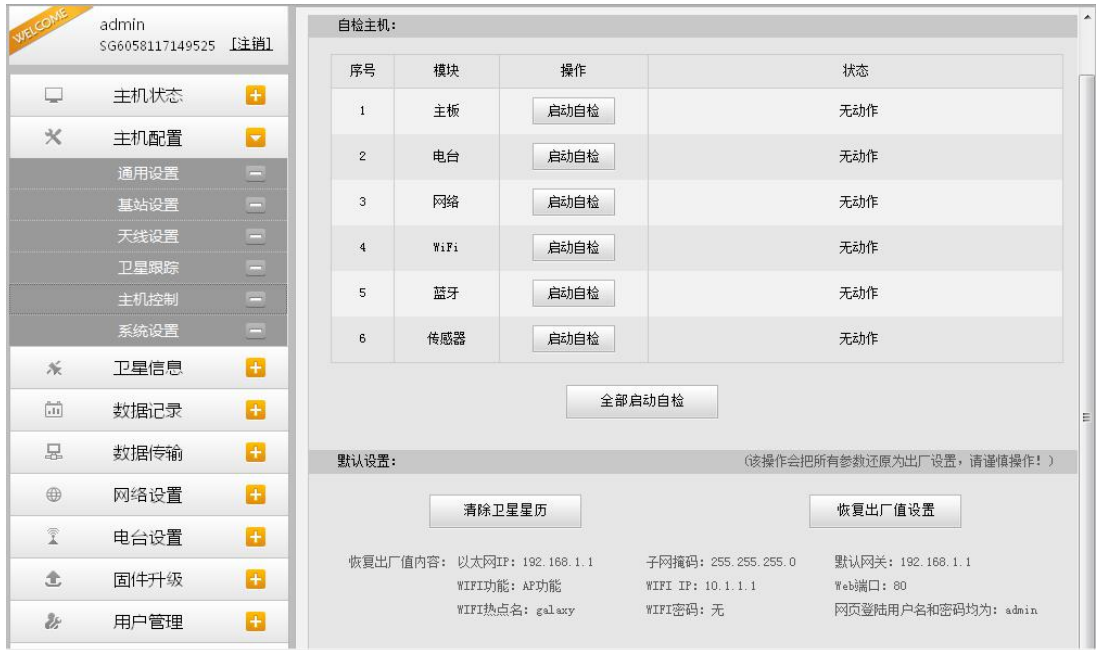 WELCOME
admin
SG6058117149525 [注销]
主机状态
主机配置
通用设置
基站设置
天线设置
卫星跟踪
主机控制
系统设置
卫星信息
数据记录
数据传输
网络设置
电台设置
固件升级
用户管理
自检主机:
序号 模块 操作 状态
1 主板 启动自检 无动作
2 电台 启动自检 无动作
3 网络 启动自检 无动作
4 WiFi 启动自检 无动作
5 蓝牙 启动自检 无动作
6 传感器 启动自检 无动作
全部启动自检
默认设置: (该操作会把所有参数还原为出厂设置，请谨慎操作！)
清除卫星星历 恢复出厂值设置
恢复出厂值内容: 以太网IP: 192.168.1.1 子网掩码: 255.255.255.0 默认网关: 192.168.1.1
WIFI功能: AP功能 WIFI IP: 10.1.1.1 Web端口: 80
WIFI热点名: galaxy WIFI密码: 无 网页登陆用户名和密码均为: admin